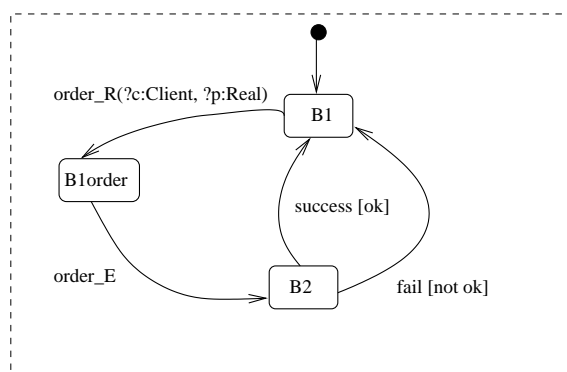 order_R(?c:Client, ?p:Real)
B1
B1order
success [ok]
order_E
B2
fail [not ok]